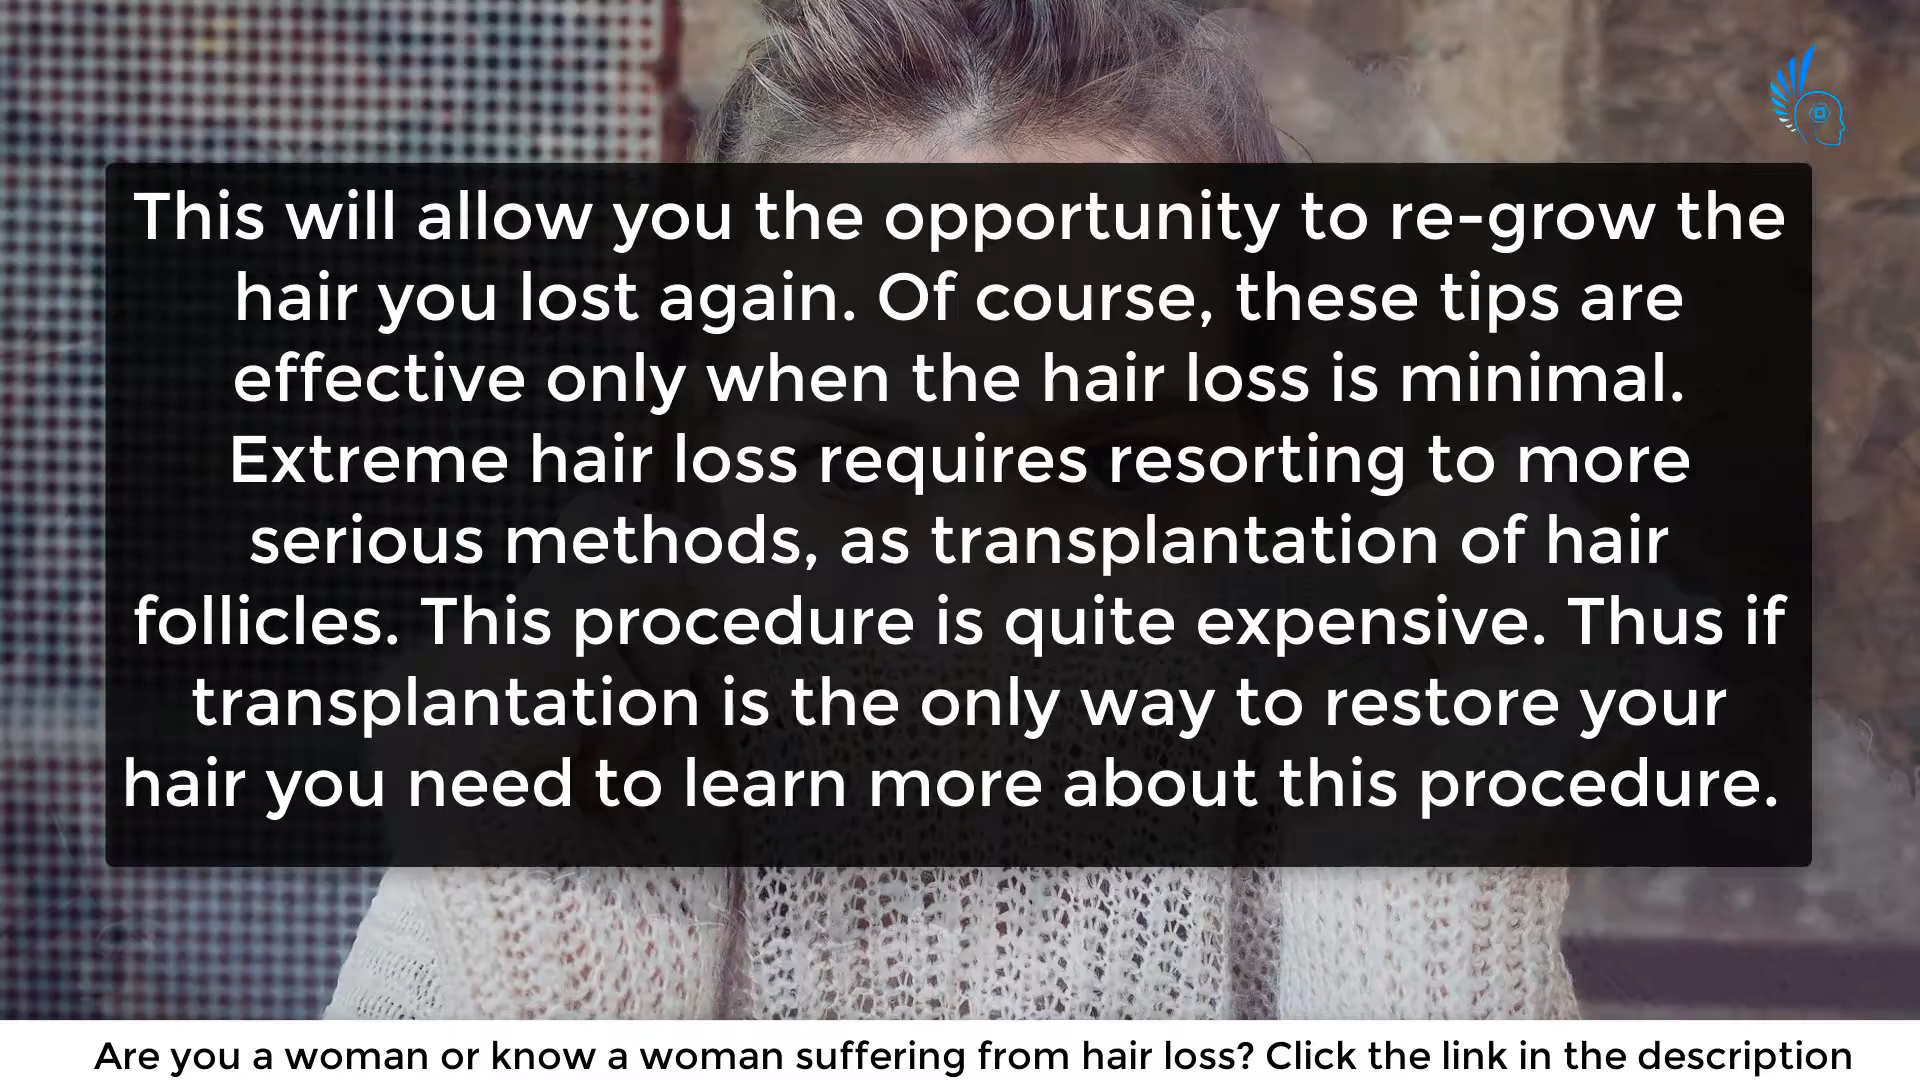 This will allow you the opportunity to re-grow the
hair you lost again. Of course, these tips are
effective only when the hair loss is minimal.
Extreme hair loss requires resorting to more
serious methods, as transplantation of hair
follicles. This procedure is quite expensive. Thus if
transplantation is the only way to restore your
hair you need to learn more about this procedure.
Are you a woman or know a woman suffering from hair loss? Click the link in the description